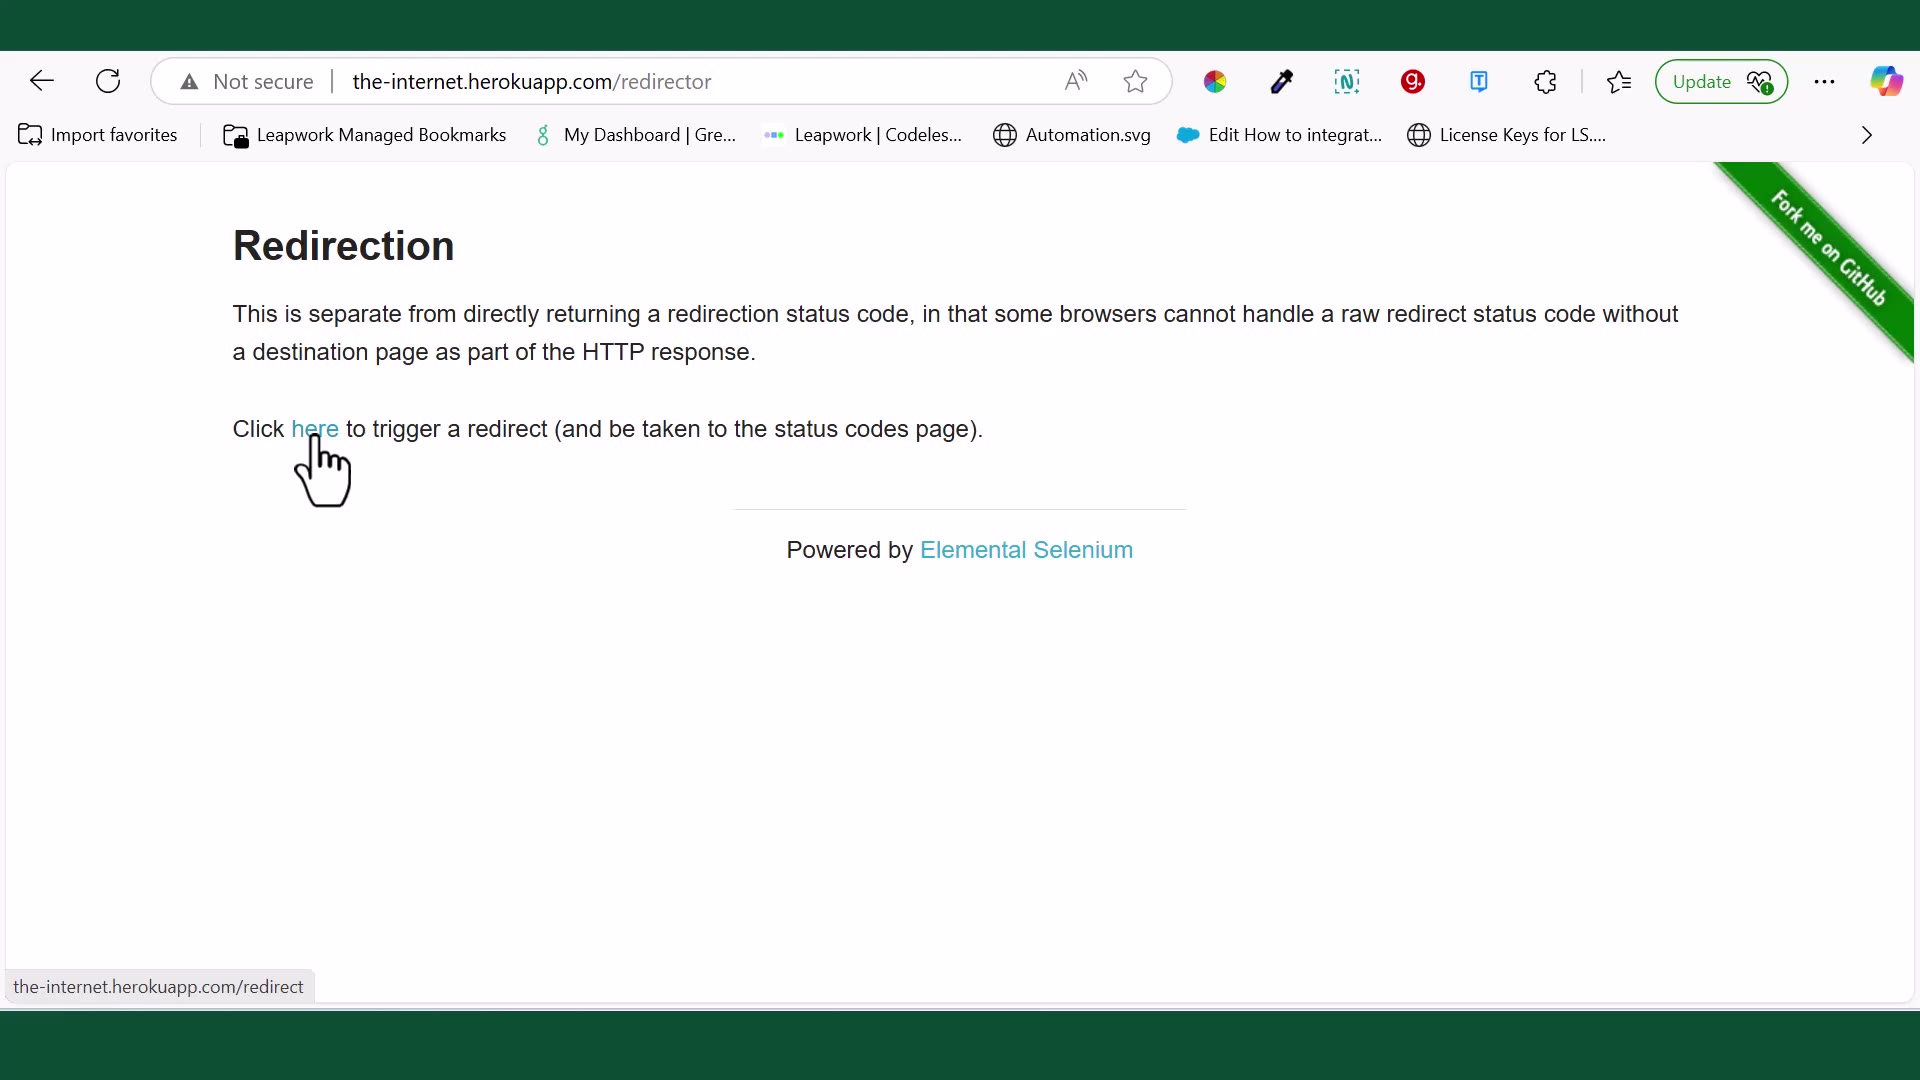 Not secure the-internet.herokuapp.com/redirector Update
Import favorites Leapwork Managed Bookmarks My Dashboard | Gre... Leapwork | Codeles... Automation.svg Edit How to integrat... License Keys for LS....
Fork me on GitHub
Redirection
This is separate from directly returning a redirection status code, in that some browsers cannot handle a raw redirect status code without
a destination page as part of the HTTP response.
Click here to trigger a redirect (and be taken to the status codes page).
Powered by Elemental Selenium
the-internet.herokuapp.com/redirect